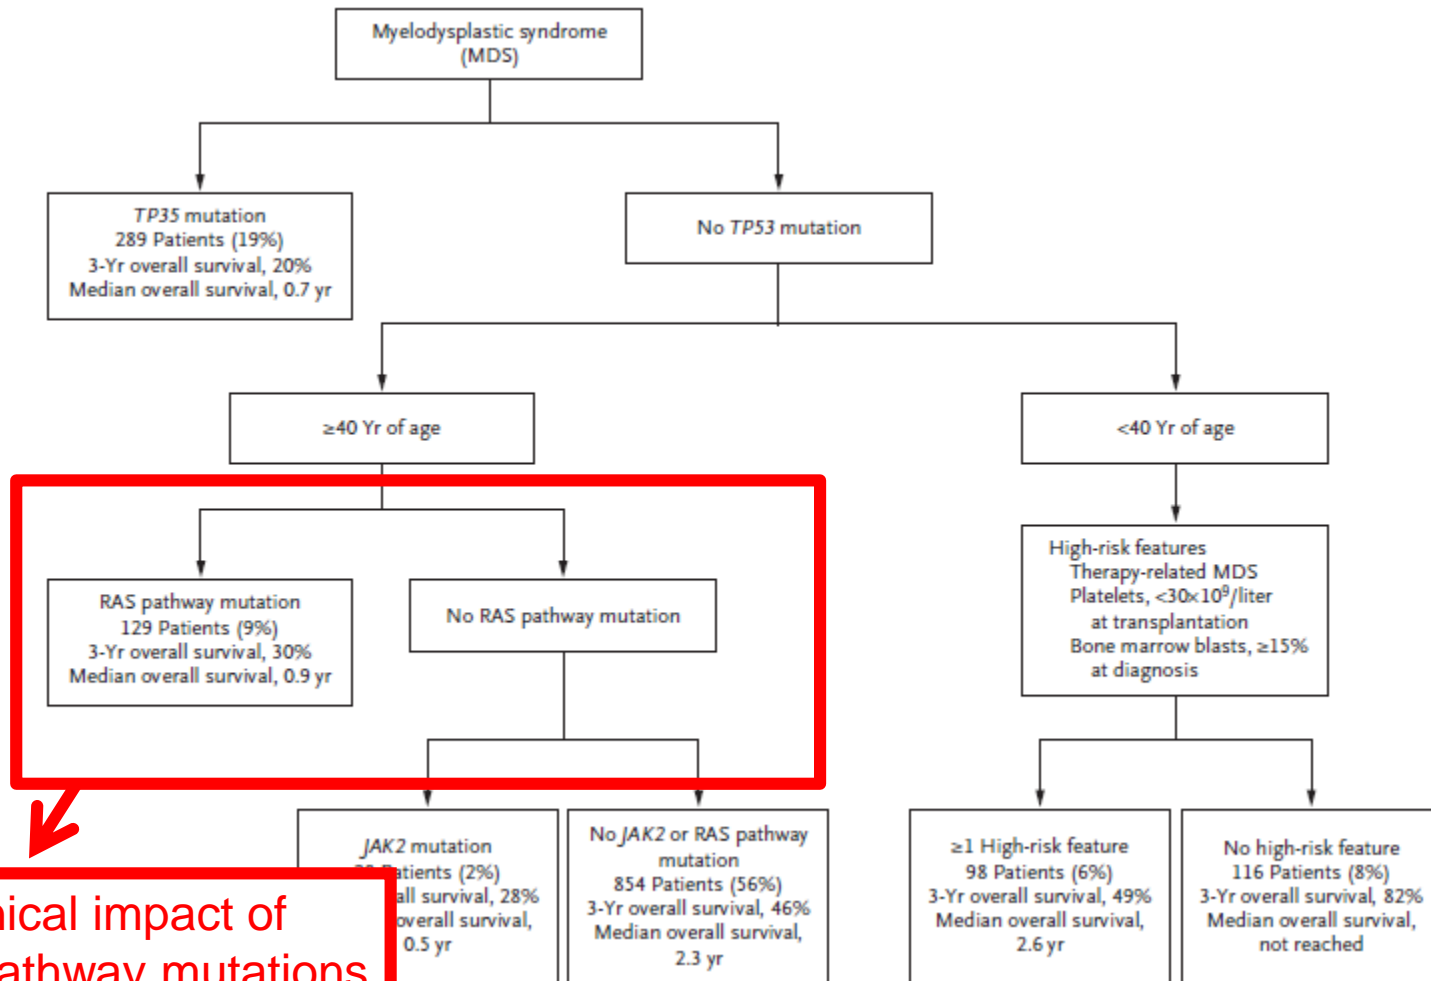 Myelodysplastic syndrome
(MDS)
TP35 mutation
289 Patients (19%)
3-Yr overall survival, 20%
Median overall survival, 0.7 yr
No TP53 mutation
≥40 Yr of age
<40 Yr of age
RAS pathway mutation
129 Patients (9%)
3-Yr overall survival, 30%
Median overall survival, 0.9 yr
No RAS pathway mutation
High-risk features
Therapy-related MDS
Platelets, <30×10⁹/liter
at transplantation
Bone marrow blasts, ≥15%
at diagnosis
JAK2 mutation
Patients (2%)
survival, 28%
overall survival,
0.5 yr
No JAK2 or RAS pathway
mutation
854 Patients (56%)
3-Yr overall survival, 46%
Median overall survival,
2.3 yr
≥1 High-risk feature
98 Patients (6%)
3-Yr overall survival, 49%
Median overall survival,
2.6 yr
No high-risk feature
116 Patients (8%)
3-Yr overall survival, 82%
Median overall survival,
not reached
nical impact of
athway mutations